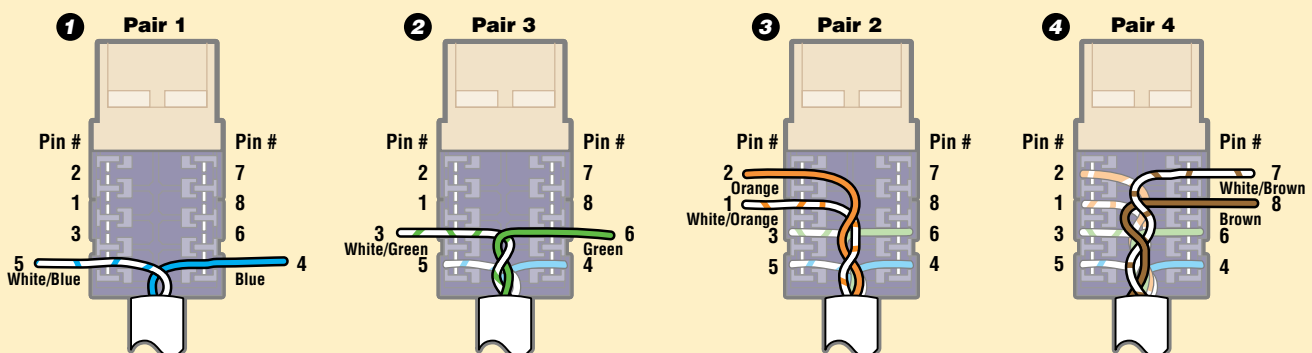 1 Pair 1
Pin # Pin #
2 7
1 8
3 6
5 4
White/Blue Blue
2 Pair 3
Pin # Pin #
2 7
1 8
3 6
White/Green Green
5 4
3 Pair 2
Pin # Pin #
2 7
Orange
1 8
White/Orange
3 6
5 4
4 Pair 4
Pin # Pin #
2 7
White/Brown
1 8
Brown
3 6
5 4